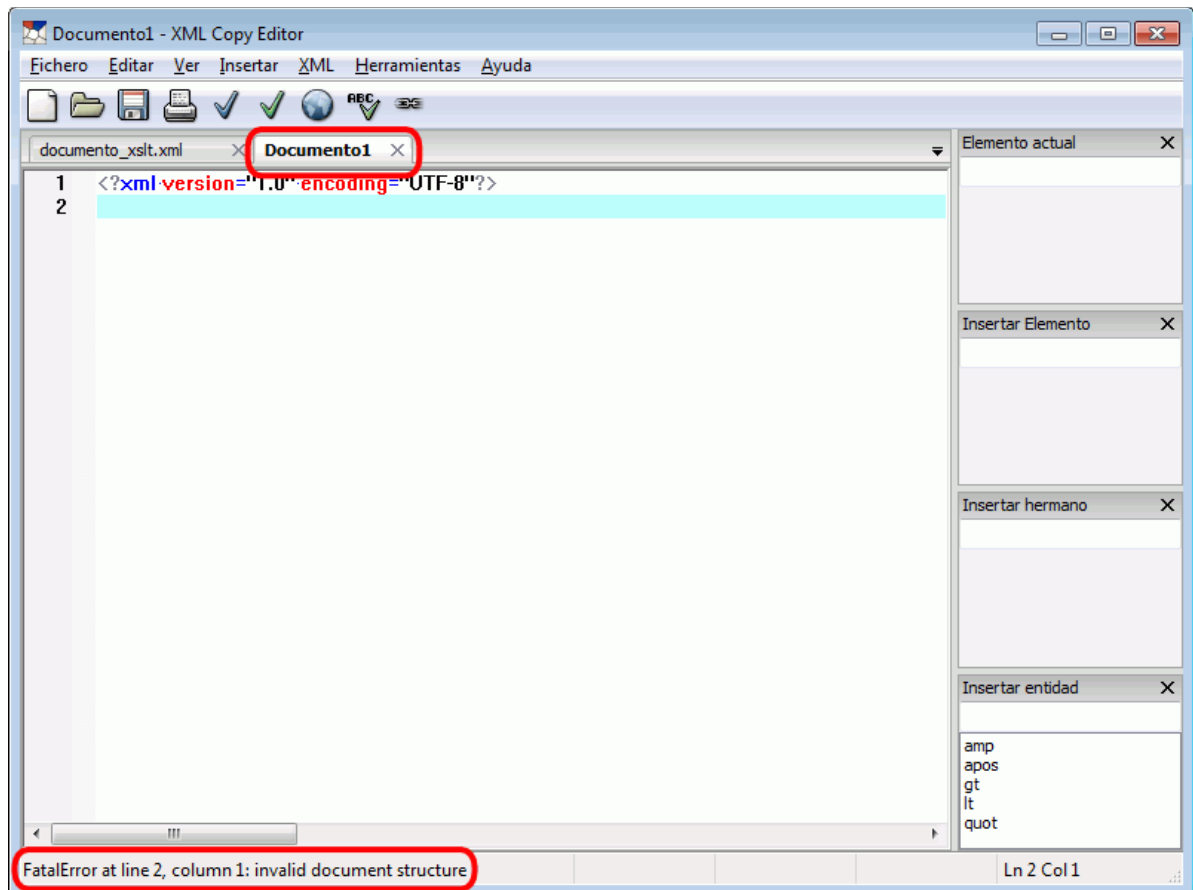 Documento1 - XML Copy Editor
Fichero Editar Ver Insertar XML Herramientas Ayuda
ABC
documento_xslt.xml Documento1
Elemento actual
1 <?xml version="1.0" encoding="UTF-8"?>
2
Insertar Elemento
Insertar hermano
Insertar entidad
amp
apos
gt
lt
quot
FatalError at line 2, column 1: invalid document structure
Ln 2 Col 1